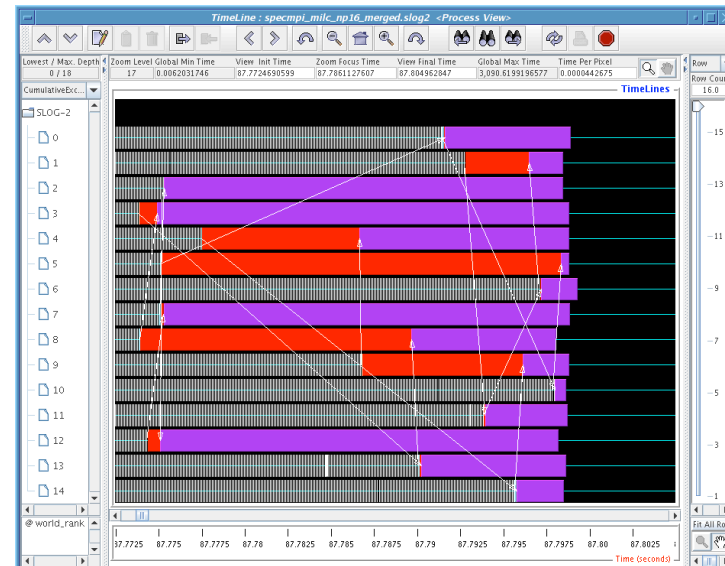 TimeLine : specmpi_milc_np16_merged.slog2 <Process View>
Lowest / Max. Depth
0 / 18
Zoom Level
17
Global Min Time
0.0062031746
View Init Time
87.7724690599
Zoom Focus Time
87.7861127607
View Final Time
87.804962847
Global Max Time
3,090.6199196577
Time Per Pixel
0.0000442675
Row
Row Coun
16.0
CumulativeExc...
TimeLines
SLOG-2
0
1
2
3
4
5
6
7
8
9
10
11
12
13
14
15
13
11
9
7
5
3
1
@ world_rank
Fit All Ro
87.7725 87.775 87.7775 87.78 87.7825 87.785 87.7875 87.79 87.7925 87.795 87.7975 87.80 87.8025
Time (seconds)